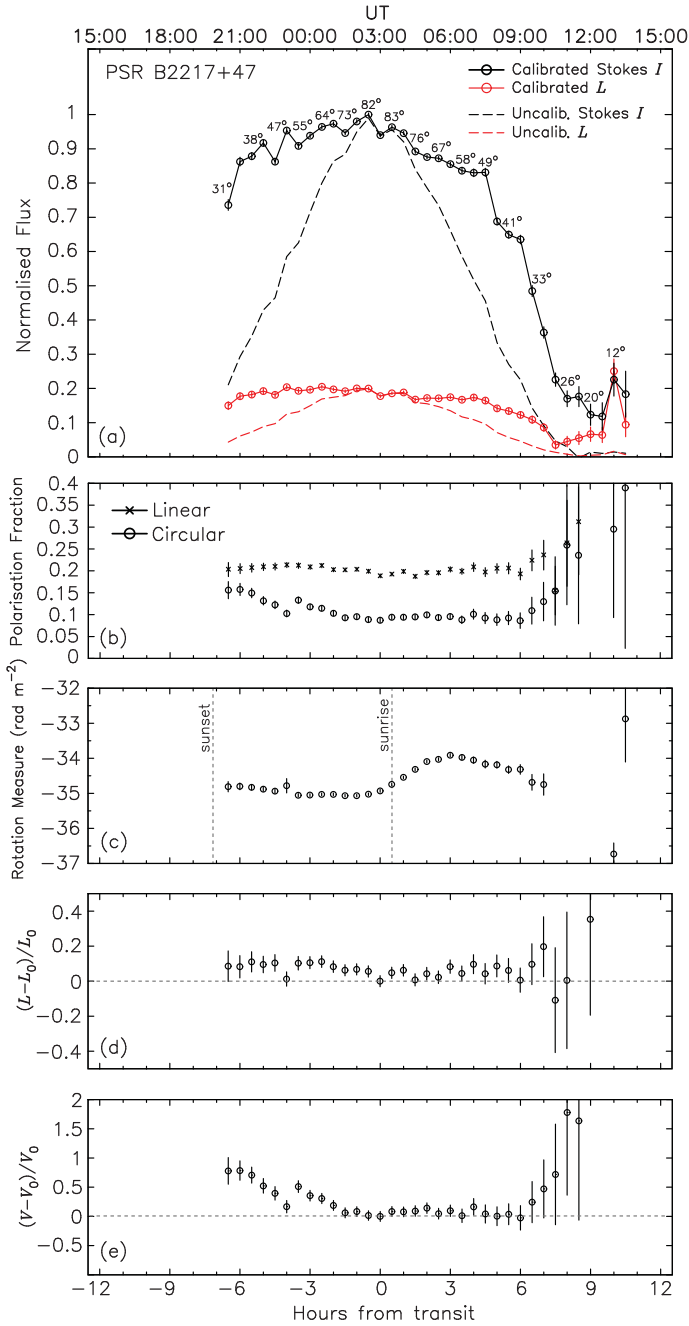 UT
15:00 18:00 21:00 00:00 03:00 06:00 09:00 12:00 15:00
PSR B2217+47
Calibrated Stokes I
Calibrated L
Uncalib. Stokes I
Uncalib. L
1
0.9
0.8
0.7
0.6
0.5
0.4
0.3
0.2
0.1
0
Normalised Flux
31° 38° 47° 55° 64° 73° 82° 83° 76° 67° 58° 49° 41° 33° 26° 20° 12°
(a)
0.4
0.35
0.3
0.25
0.2
0.15
0.1
0.05
0
Polarisation Fraction
Linear
Circular
(b)
−32
−33
−34
−35
−36
−37
Rotation Measure (rad m⁻²)
sunset
sunrise
(c)
0.4
0.2
0
−0.2
−0.4
(L−L₀)/L₀
(d)
2
1.5
1
0.5
0
−0.5
(V−V₀)/V₀
(e)
−12 −9 −6 −3 0 3 6 9 12
Hours from transit